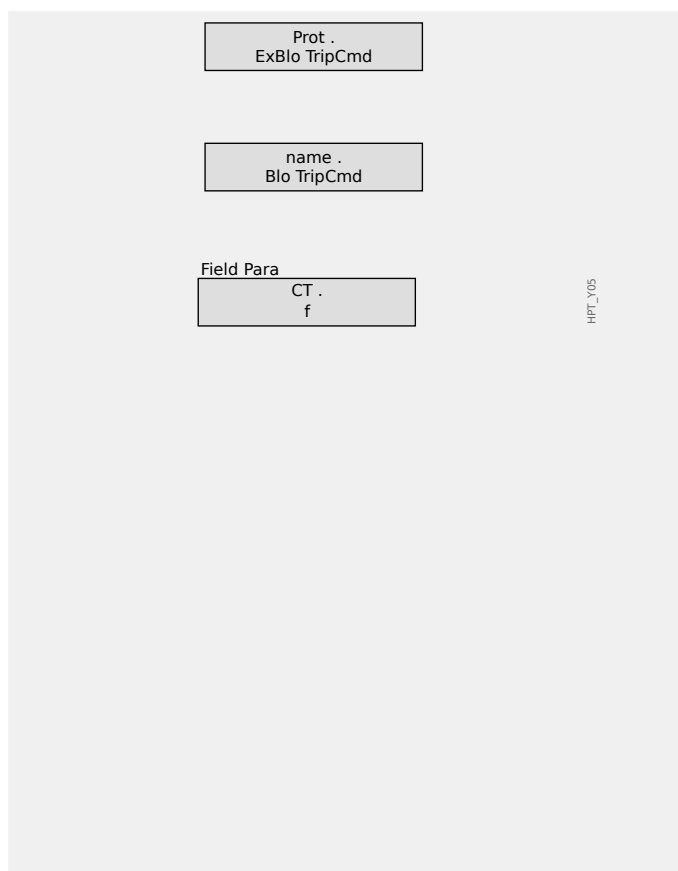 Prot .
ExBlo TripCmd
name .
Blo TripCmd
Field Para
CT .
f
HPT_Y05